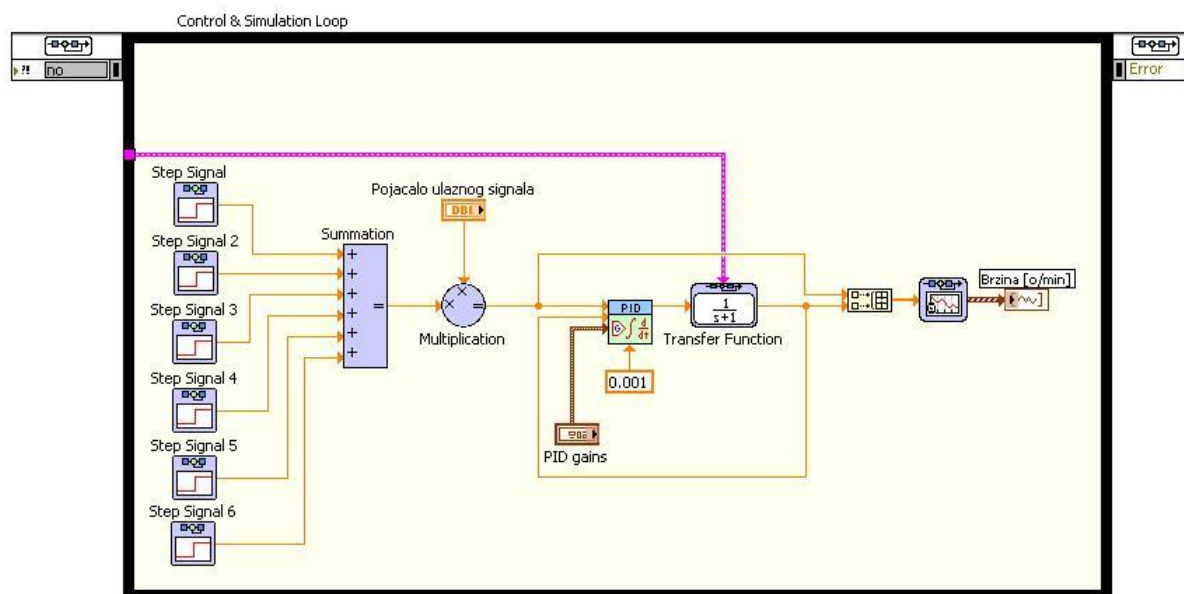 Control & Simulation Loop
?! no
Error
Step Signal
Pojacalo ulaznog signala
DBL
Step Signal 2
Summation
+
+
+
+
+
+
=
Step Signal 3
× ×
=
Multiplication
PID
d
dt
1
s+1
Transfer Function
Brzina [o/min]
0.001
Step Signal 4
PID gains
Step Signal 5
Step Signal 6